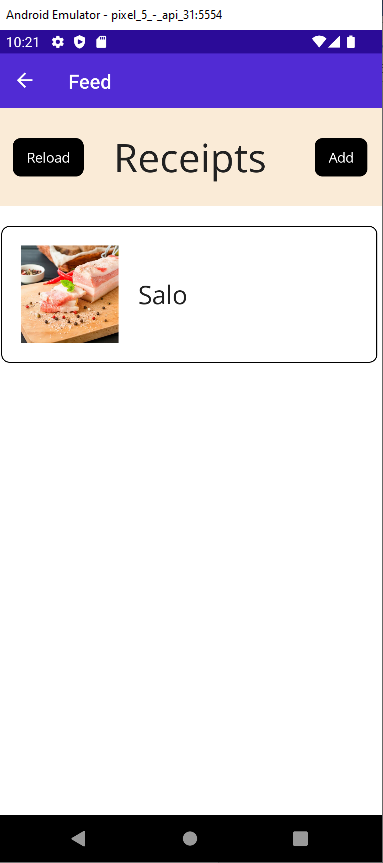 Android Emulator - pixel_5_-_api_31:5554
10:21
Feed
Reload Receipts Add
Salo